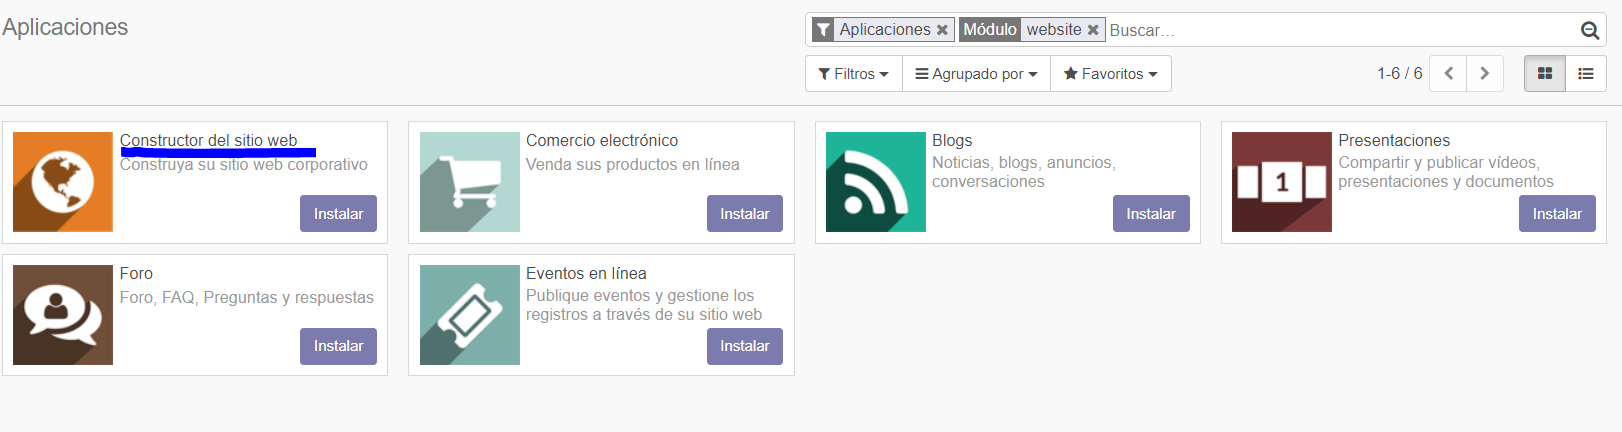 Aplicaciones
Aplicaciones Módulo website Buscar...
Filtros Agrupado por Favoritos 1-6 / 6
Constructor del sitio web
Construya su sitio web corporativo
Instalar
Comercio electrónico
Venda sus productos en línea
Instalar
Blogs
Noticias, blogs, anuncios,
conversaciones
Instalar
1
Presentaciones
Compartir y publicar vídeos,
presentaciones y documentos
Instalar
Foro
Foro, FAQ, Preguntas y respuestas
Instalar
Eventos en línea
Publique eventos y gestione los
registros a través de su sitio web
Instalar